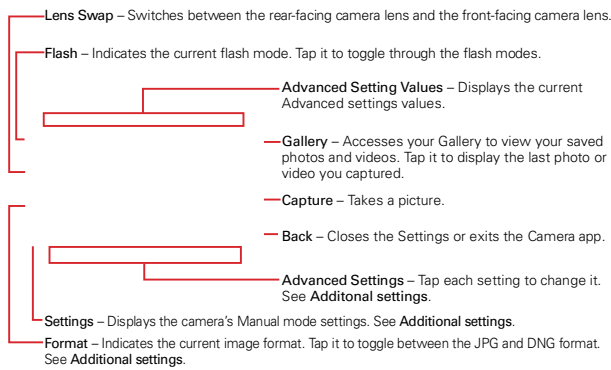 Lens Swap – Switches between the rear-facing camera lens and the front-facing camera lens.
Flash – Indicates the current flash mode. Tap it to toggle through the flash modes.
Advanced Setting Values – Displays the current
Advanced settings values.
Gallery – Accesses your Gallery to view your saved
photos and videos. Tap it to display the last photo or
video you captured.
Capture – Takes a picture.
Back – Closes the Settings or exits the Camera app.
Advanced Settings – Tap each setting to change it.
See Additonal settings.
Settings – Displays the camera's Manual mode settings. See Additional settings.
Format – Indicates the current image format. Tap it to toggle between the JPG and DNG format.
See Additional settings.